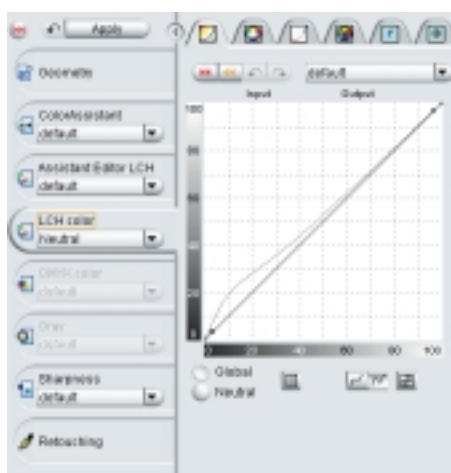 Apply
Geometry
ColorAssistant
default
Assistant Editor LCH
default
LCH color
Neutral
CMYK color
default
Gray
default
Sharpness
default
Retouching
default
Input Output
100
80
60
40
20
0
0 20 40 60 80 100
Global
Neutral